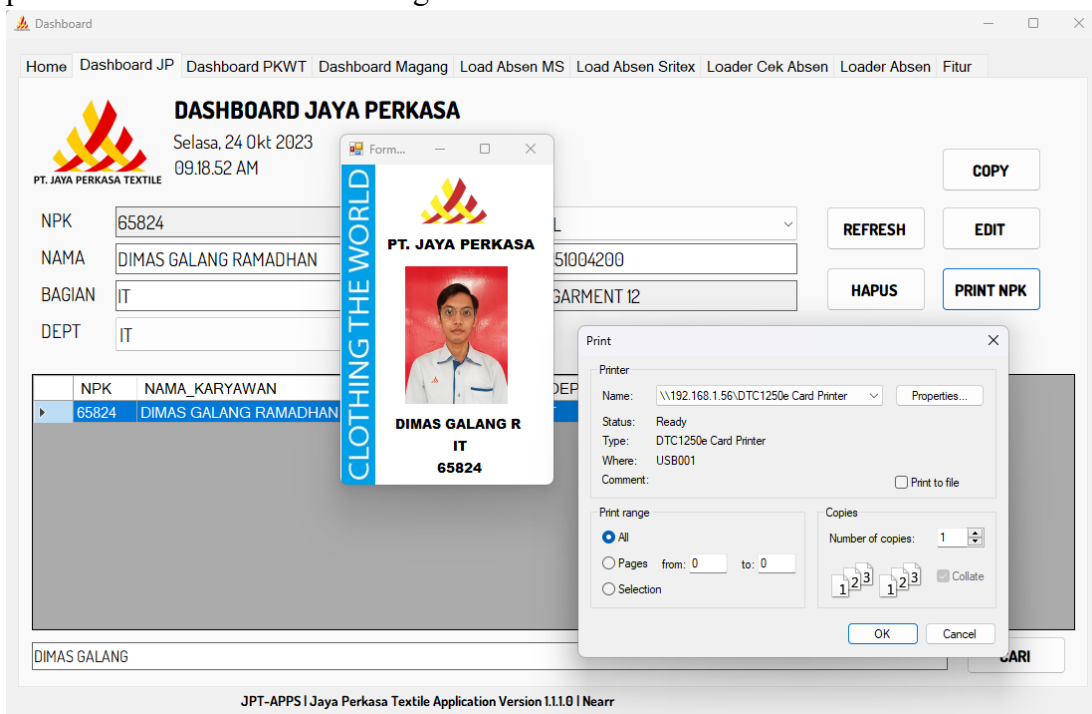 Dashboard
Home Dashboard JP Dashboard PKWT Dashboard Magang Load Absen MS Load Absen Sritex Loader Cek Absen Loader Absen Fitur
DASHBOARD JAYA PERKASA
Selasa, 24 Okt 2023
09.18.52 AM
PT. JAYA PERKASA TEXTILE
COPY
NPK 65824
L
REFRESH
EDIT
NAMA DIMAS GALANG RAMADHAN
51004200
BAGIAN IT
GARMENT 12
HAPUS
PRINT NPK
DEPT IT
NPK NAMA_KARYAWAN DEP
65824 DIMAS GALANG RAMADHAN
Form...
CLOTHING THE WORLD
PT. JAYA PERKASA
DIMAS GALANG R
IT
65824
Print
Printer
Name: \\192.168.1.56\DTC1250e Card Printer Properties...
Status: Ready
Type: DTC1250e Card Printer
Where: USB001
Comment: Print to file
Print range
All
Pages from: 0 to: 0
Selection
Copies
Number of copies: 1
1 2 3 1 2 3 Collate
OK Cancel
DIMAS GALANG
CARI
JPT-APPS | Jaya Perkasa Textile Application Version 1.1.1.0 | Nearr